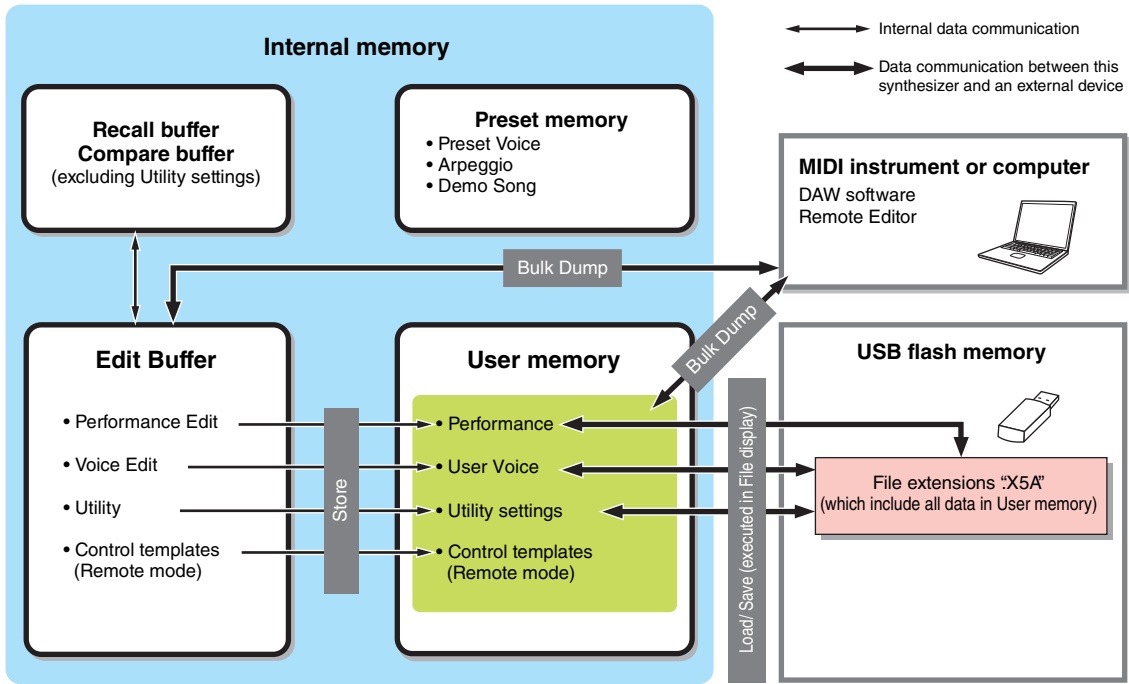 Internal memory
Internal data communication
Data communication between this
synthesizer and an external device
Recall buffer
Compare buffer
(excluding Utility settings)
Preset memory
• Preset Voice
• Arpeggio
• Demo Song
MIDI instrument or computer
DAW software
Remote Editor
Bulk Dump
Bulk Dump
Edit Buffer
• Performance Edit
• Voice Edit
• Utility
• Control templates
(Remote mode)
Store
User memory
• Performance
• User Voice
• Utility settings
• Control templates
(Remote mode)
Load/ Save (executed in File display)
USB flash memory
File extensions “.X5A”
(which include all data in User memory)